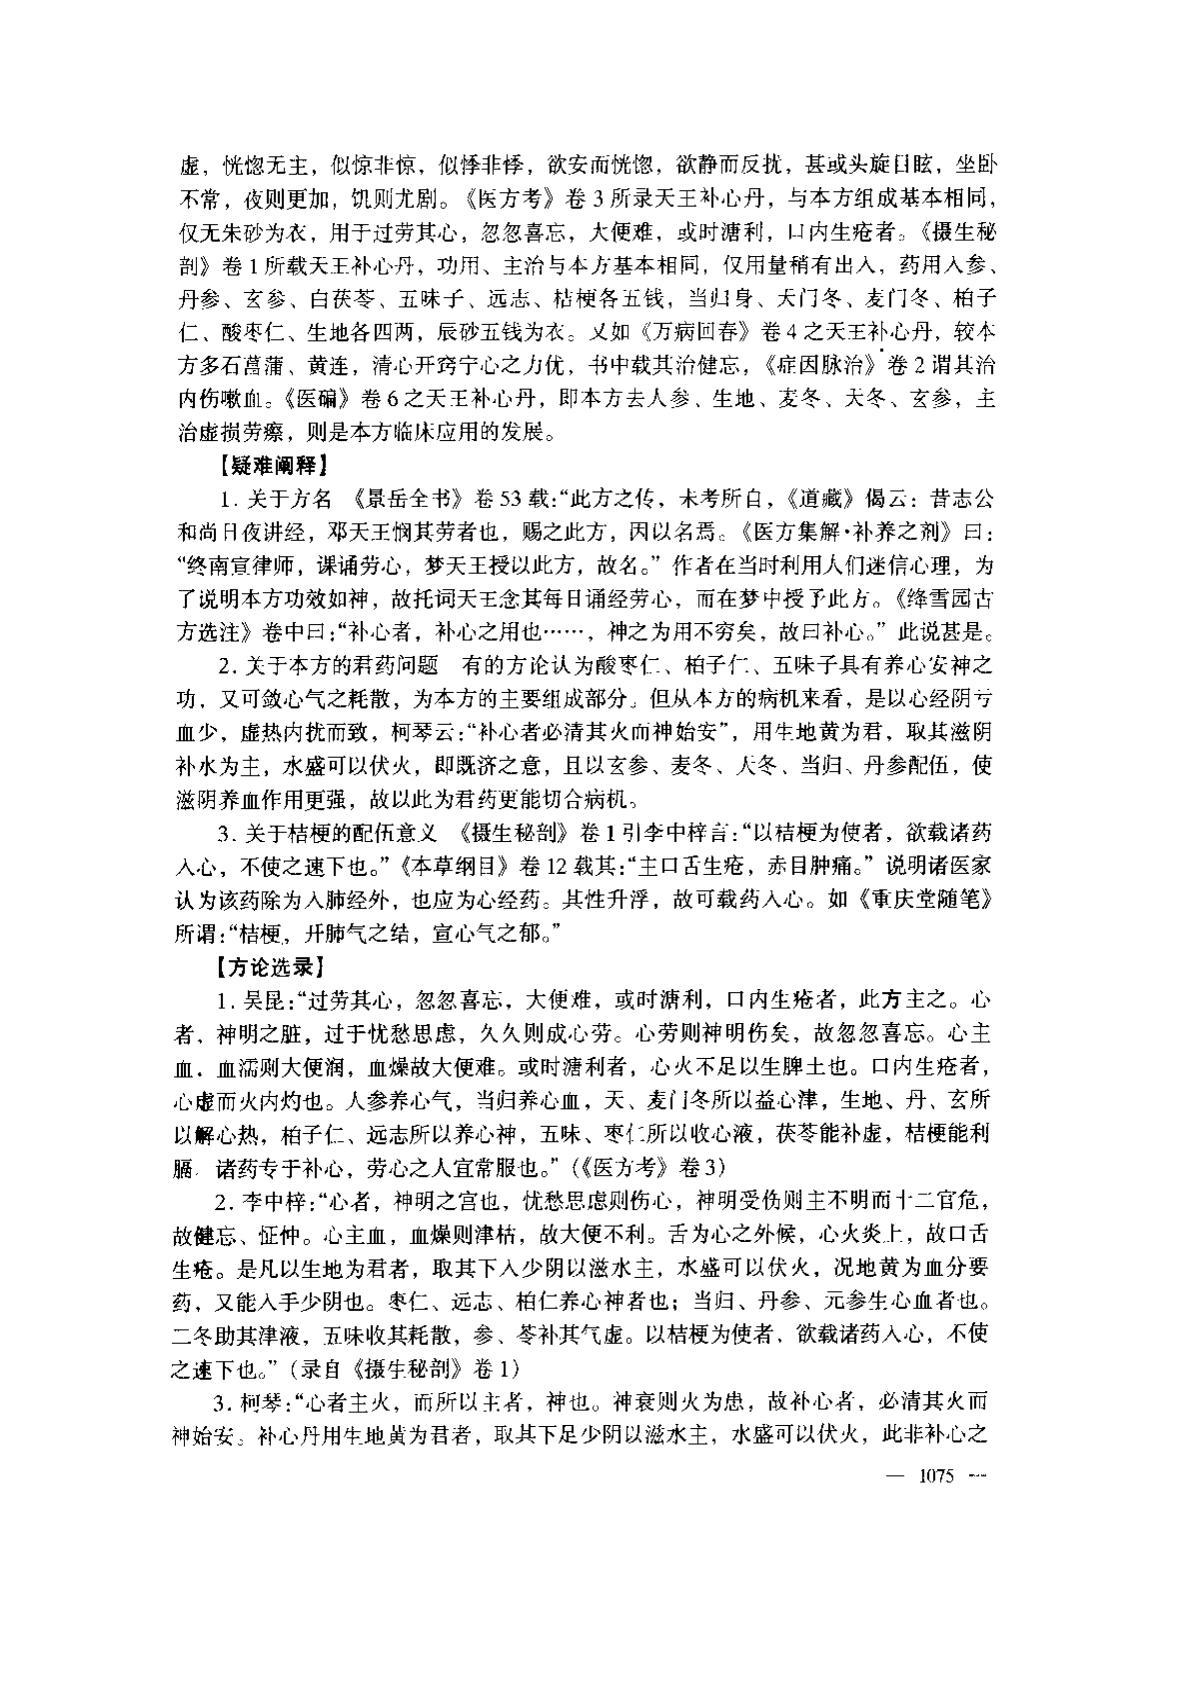 虚，恍惚无主，似惊非惊，似悸非悸，欲安而恍惚，欲静而反扰，甚或头旋目眩，坐卧
不常，夜则更加，饥则尤剧。《医方考》卷 3 所录天王补心丹，与本方组成基本相同，
仅无朱砂为衣，用于过劳其心，忽忽喜忘，大便难，或时溏利，口内生疮者。《摄生秘
剖》卷 1 所载天王补心丹，功用、主治与本方基本相同，仅用量稍有出入，药用人参、
丹参、玄参、白茯苓、五味子、远志、桔梗各五钱，当归身、天门冬、麦门冬、柏子
仁、酸枣仁、生地各四两，辰砂五钱为衣。又如《万病回春》卷 4 之天王补心丹，较本
方多石菖蒲、黄连，清心开窍宁心之力优，书中载其治健忘，《症因脉治》卷 2 谓其治
内伤嗽血。《医碥》卷 6 之天王补心丹，即本方去人参、生地、麦冬、天冬、玄参，主
治虚损劳瘵，则是本方临床应用的发展。
【疑难阐释】
1. 关于方名 《景岳全书》卷 53 载：“此方之传，未考所自，《道藏》偈云：昔志公
和尚日夜讲经，邓天王悯其劳者也，赐之此方，因以名焉。《医方集解·补养之剂》曰：
“终南宣律师，课诵劳心，梦天王授以此方，故名。”作者在当时利用人们迷信心理，为
了说明本方功效如神，故托词天王念其每日诵经劳心，而在梦中授予此方。《绛雪园古
方选注》卷中曰：“补心者，补心之用也……，神之为用不穷矣，故曰补心。”此说甚是。
2. 关于本方的君药问题 有的方论认为酸枣仁、柏子仁、五味子具有养心安神之
功，又可敛心气之耗散，为本方的主要组成部分。但从本方的病机来看，是以心经阴亏
血少，虚热内扰而致，柯琴云：“补心者必清其火而神始安”，用生地黄为君，取其滋阴
补水为主，水盛可以伏火，即既济之意，且以玄参、麦冬、天冬、当归、丹参配伍，使
滋阴养血作用更强，故以此为君药更能切合病机。
3. 关于桔梗的配伍意义 《摄生秘剖》卷 1 引李中梓言：“以桔梗为使者，欲载诸药
入心，不使之速下也。”《本草纲目》卷 12 载其：“主口舌生疮，赤目肿痛。”说明诸医家
认为该药除为入肺经外，也应为心经药。其性升浮，故可载药入心。如《重庆堂随笔》
所谓：“桔梗，开肺气之结，宣心气之郁。”
【方论选录】
1. 吴昆：“过劳其心，忽忽喜忘，大便难，或时溏利，口内生疮者，此方主之。心
者，神明之脏，过于忧愁思虑，久久则成心劳。心劳则神明伤矣，故忽忽喜忘。心主
血，血濡则大便润，血燥故大便难。或时溏利者，心火不足以生脾土也。口内生疮者，
心虚而火内灼也。人参养心气，当归养心血，天、麦门冬所以益心津，生地、丹、玄所
以解心热，柏子仁、远志所以养心神，五味、枣仁所以收心液，茯苓能补虚，桔梗能利
膈，诸药专于补心，劳心之人宜常服也。”（《医方考》卷 3）
2. 李中梓：“心者，神明之宫也，忧愁思虑则伤心，神明受伤则主不明而十二官危，
故健忘、怔忡。心主血，血燥则津枯，故大便不利。舌为心之外候，心火炎上，故口舌
生疮。是凡以生地为君者，取其下入少阴以滋水主，水盛可以伏火，况地黄为血分要
药，又能入手少阴也。枣仁、远志、柏仁养心神者也；当归、丹参、元参生心血者也。
二冬助其津液，五味收其耗散，参、苓补其气虚。以桔梗为使者，欲载诸药入心，不使
之速下也。”（录自《摄生秘剖》卷 1）
3. 柯琴：“心者主火，而所以主者，神也。神衰则火为患，故补心者，必清其火而
神始安。补心丹用生地黄为君者，取其下足少阴以滋水主，水盛可以伏火，此非补心之
— 1075 —